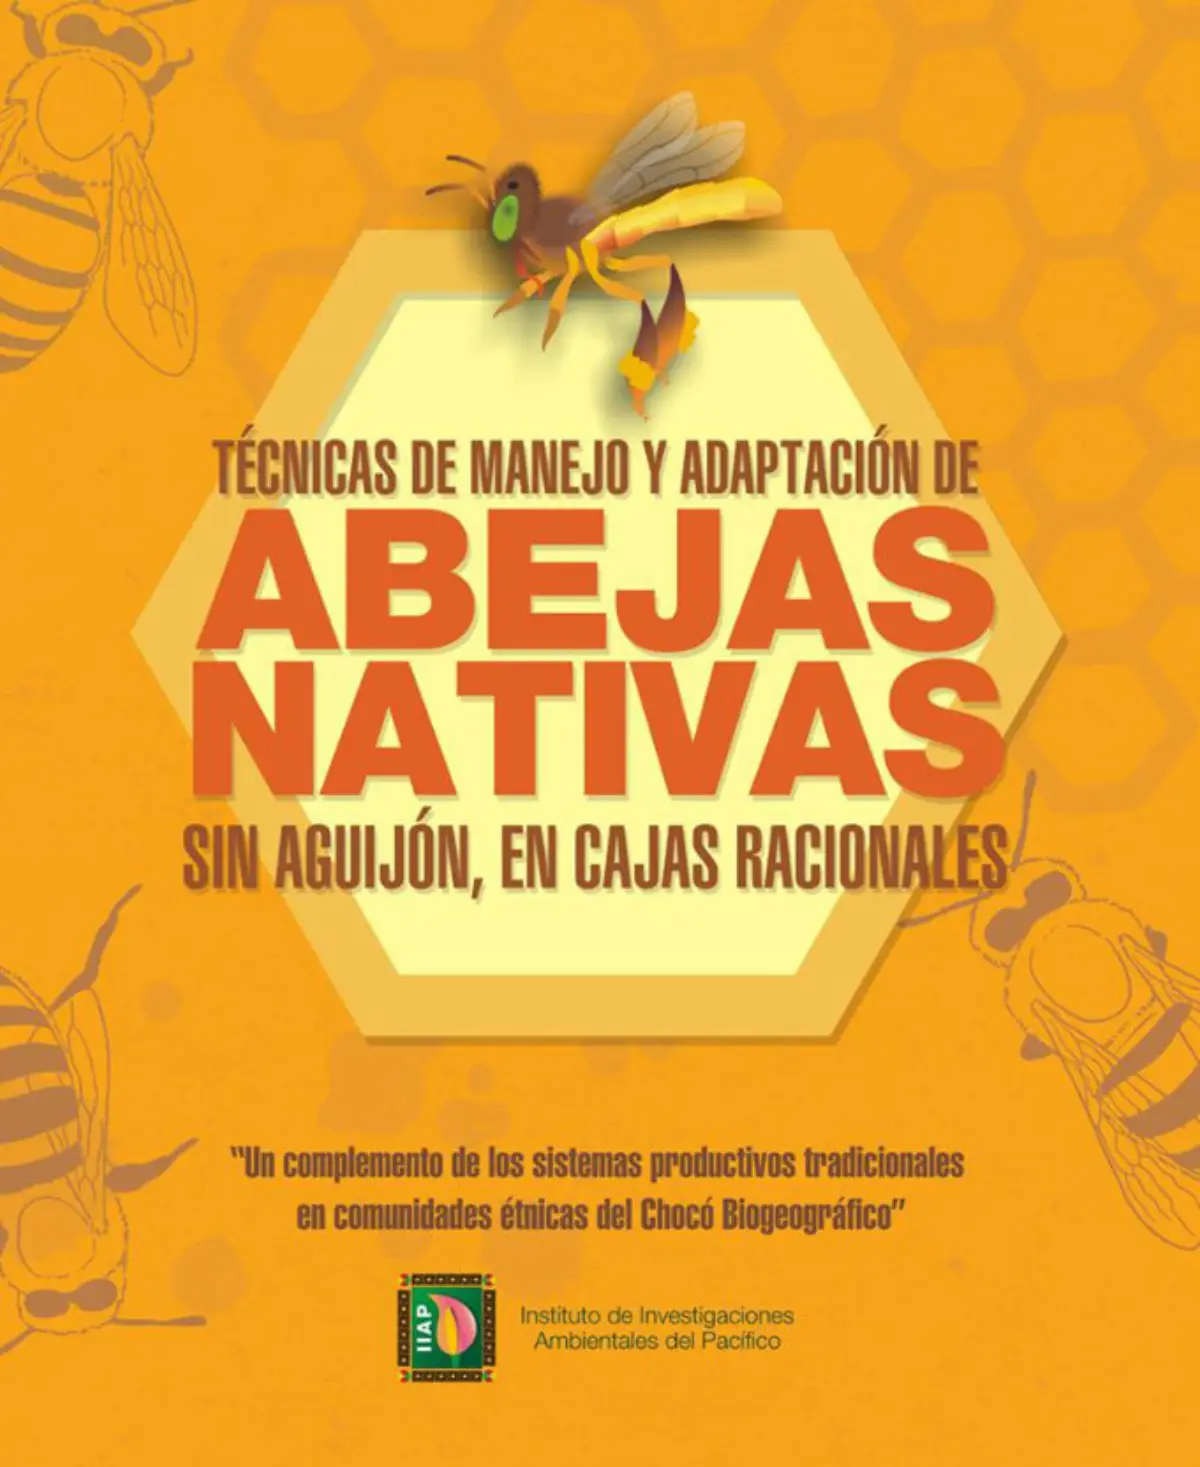 TÉCNICAS DE MANEJO Y ADAPTACIÓN DE
ABEJAS
NATIVAS
SIN AGUIJÓN, EN CAJAS RACIONALES
“Un complemento de los sistemas productivos tradicionales
en comunidades étnicas del Chocó Biogeográfico”
IIAP
Instituto de Investigaciones
Ambientales del Pacífico